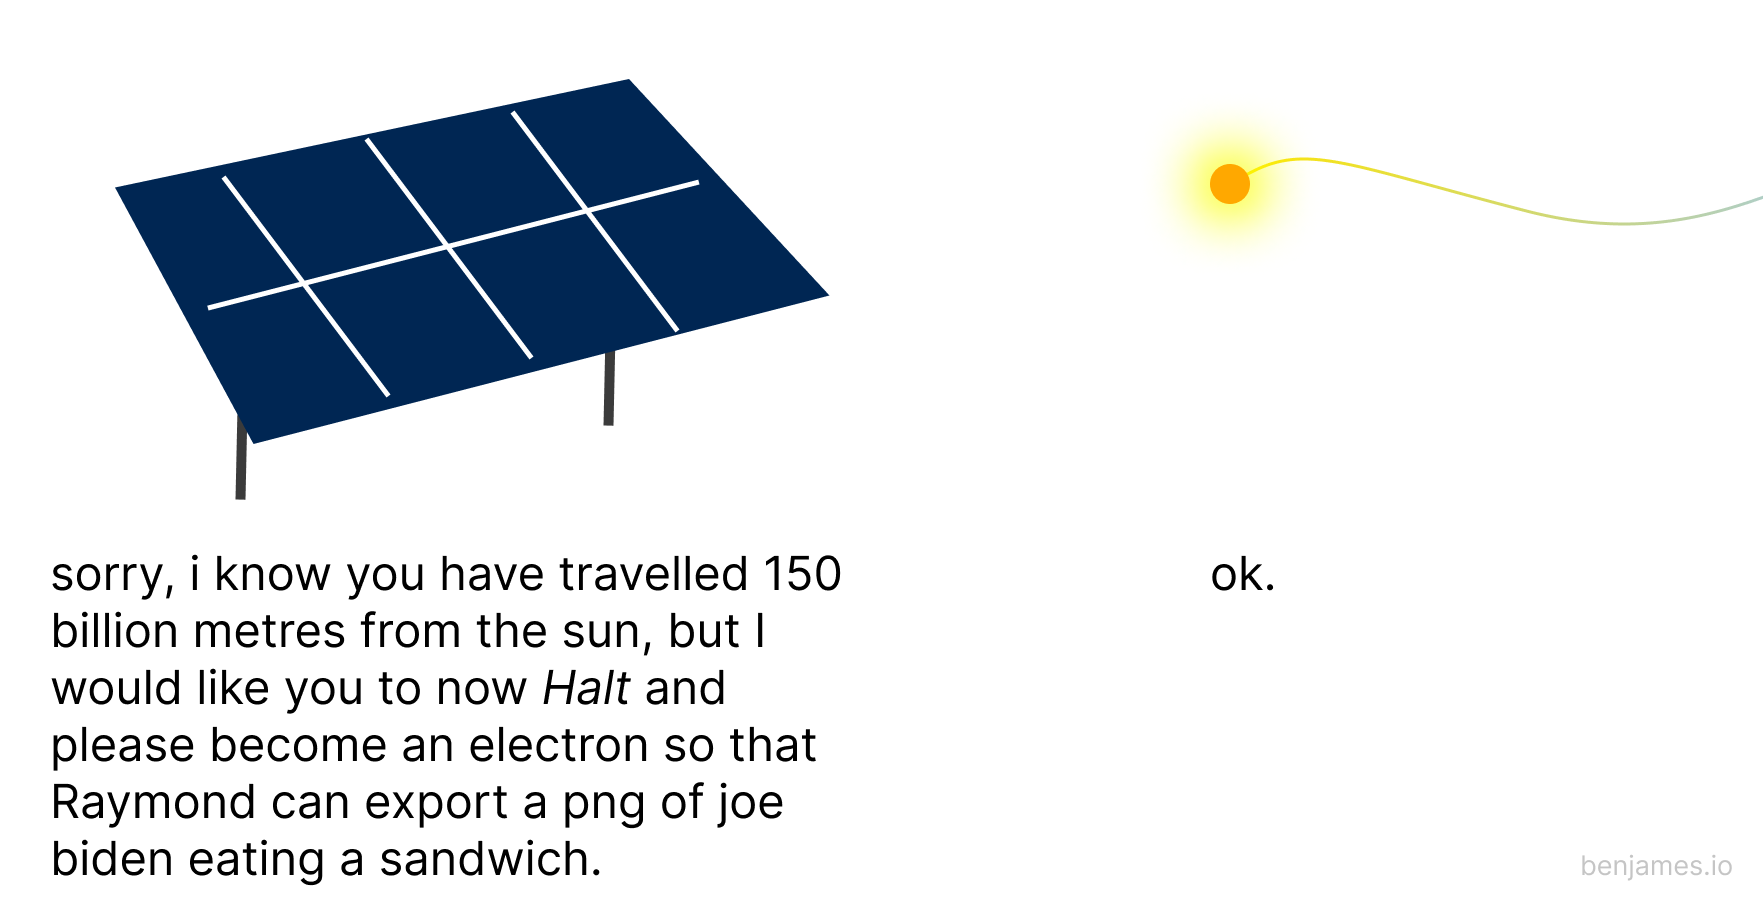 sorry, i know you have travelled 150
billion metres from the sun, but I
would like you to now Halt and
please become an electron so that
Raymond can export a png of joe
biden eating a sandwich.
ok.
benjames.io